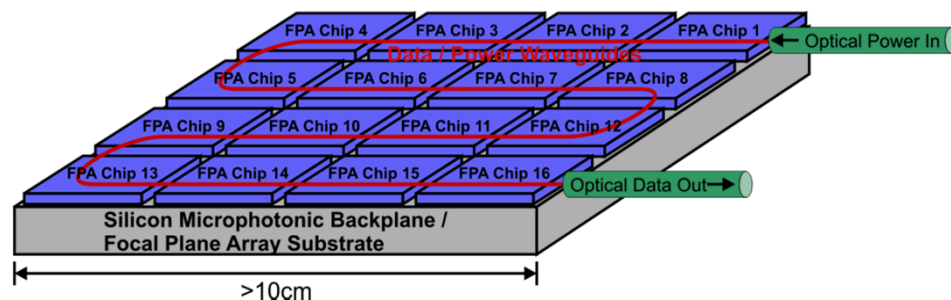 FPA Chip 4 FPA Chip 3 FPA Chip 2 FPA Chip 1 Optical Power In
Data / Power Waveguides
FPA Chip 5 FPA Chip 6 FPA Chip 7 FPA Chip 8
FPA Chip 9 FPA Chip 10 FPA Chip 11 FPA Chip 12
FPA Chip 13 FPA Chip 14 FPA Chip 15 FPA Chip 16 Optical Data Out
Silicon Microphotonic Backplane /
Focal Plane Array Substrate
>10cm